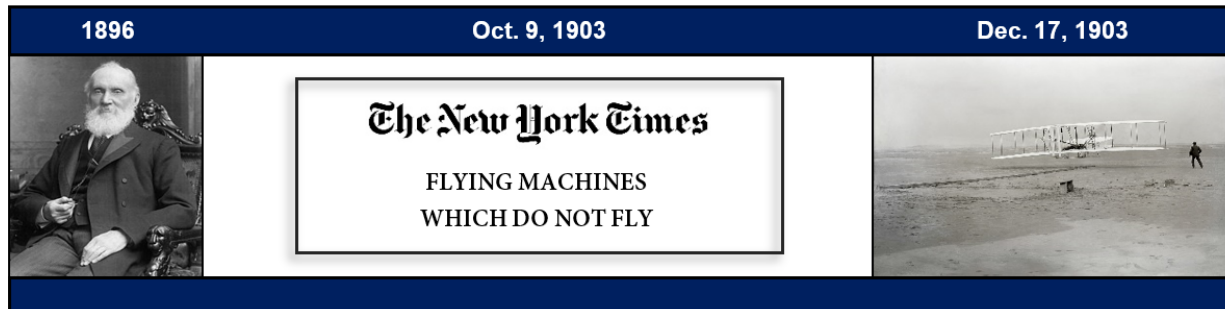 1896
Oct. 9, 1903
Dec. 17, 1903
The New York Times
FLYING MACHINES
WHICH DO NOT FLY